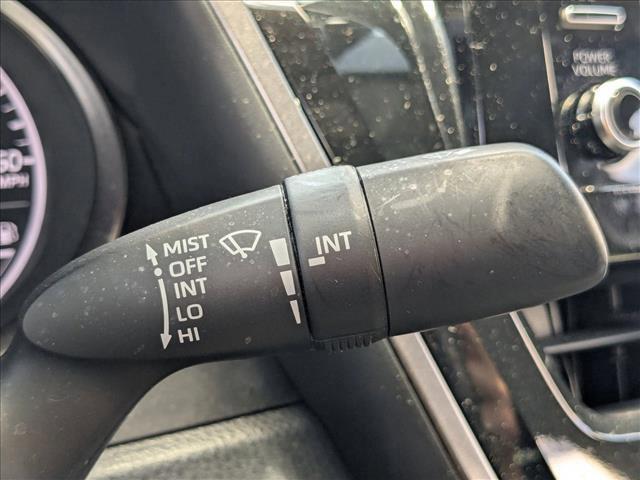 POWER
VOLUME
60
MPH
MIST
OFF
INT
LO
HI
INT